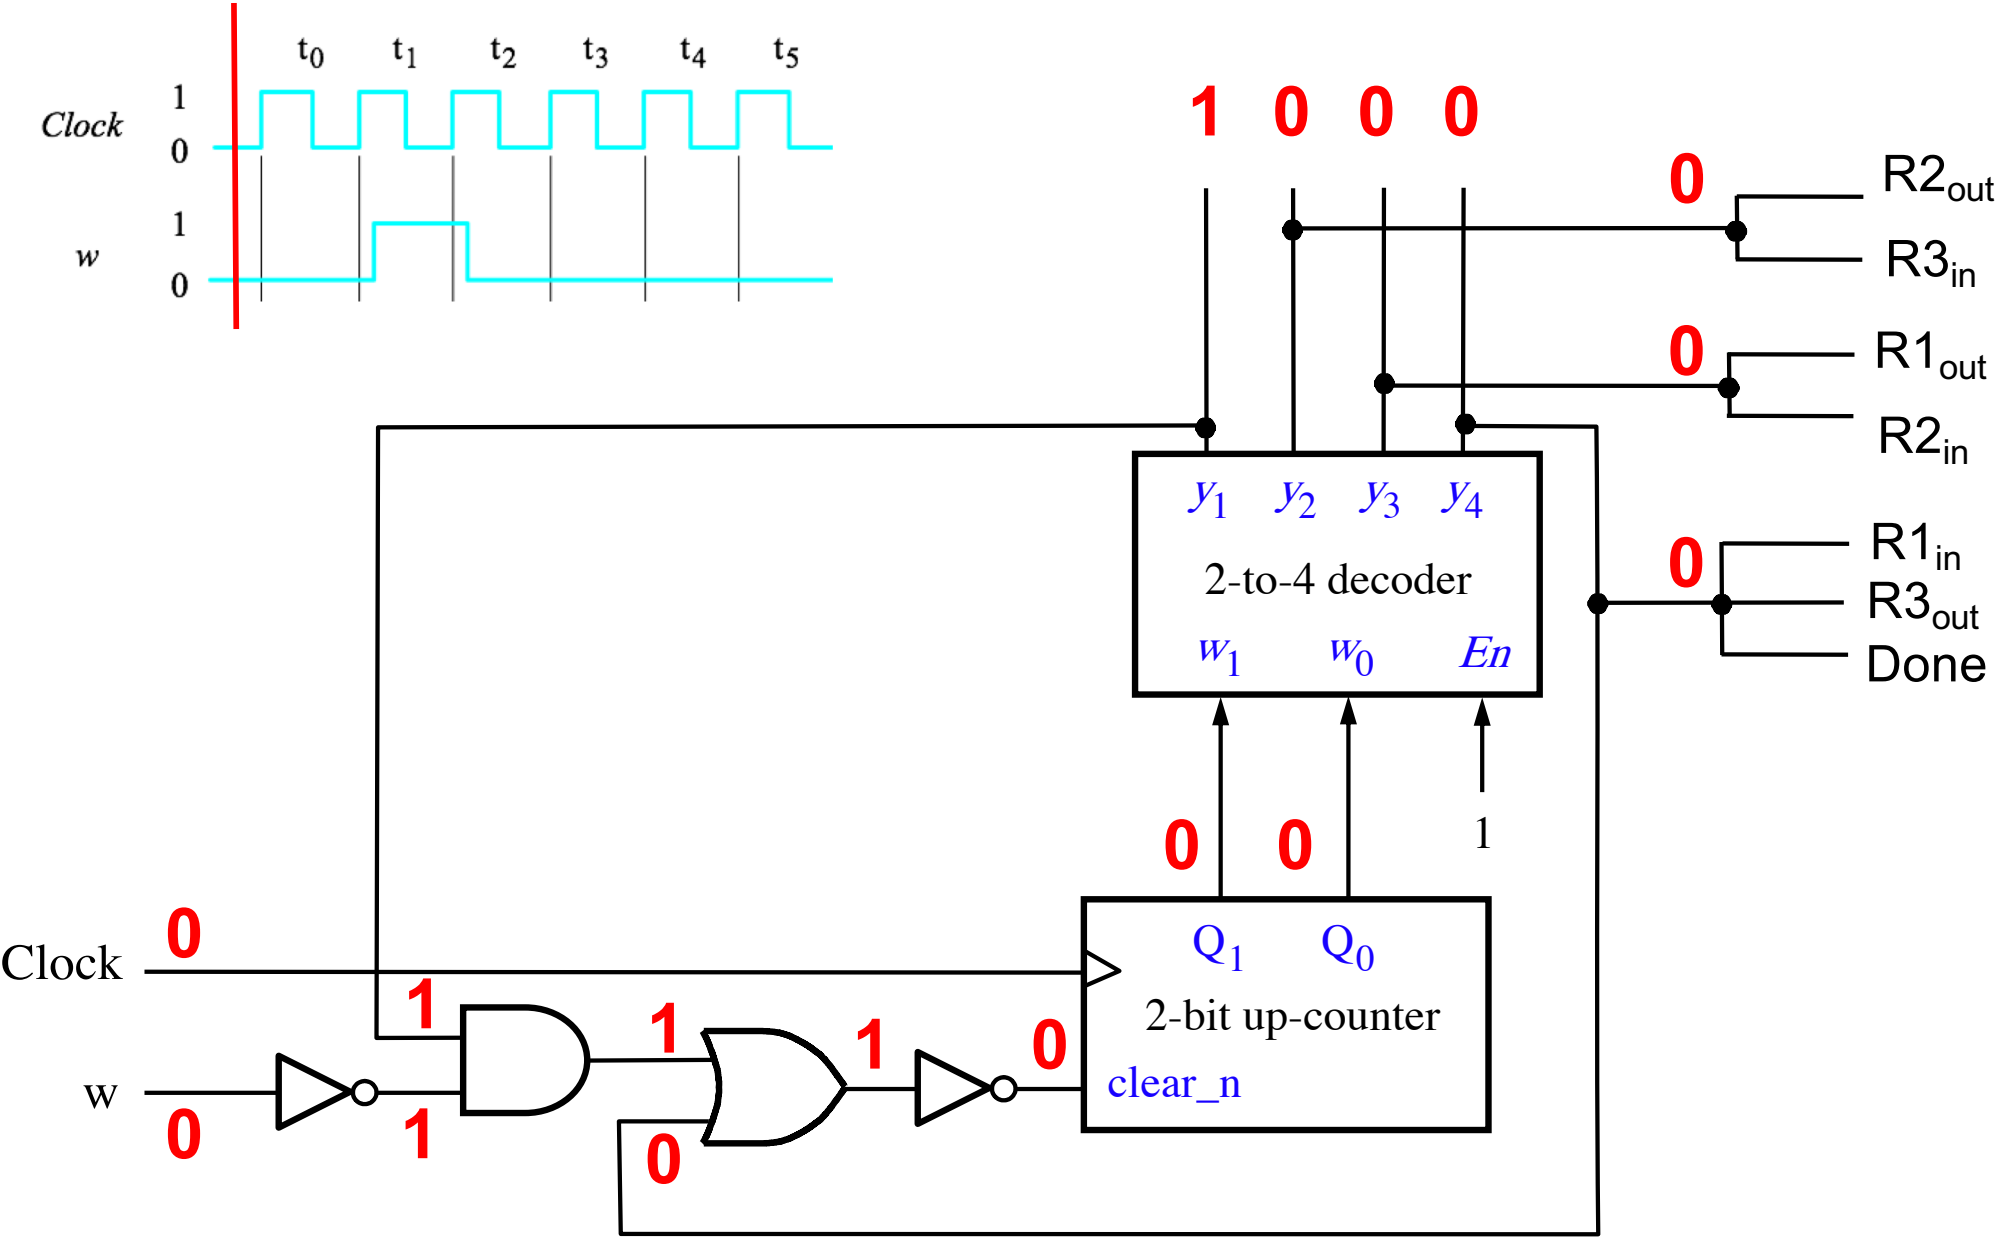 t0 t1 t2 t3 t4 t5
1
Clock
0
1
w
0
1 0 0 0
0 R2out
R3in
0 R1out
R2in
y1 y2 y3 y4
2-to-4 decoder
w1 w0 En
0 R1in
R3out
Done
1
0 0
Clock 0
Q1 Q0
2-bit up-counter
clear_n
1 1 1 0
w
0 1 0